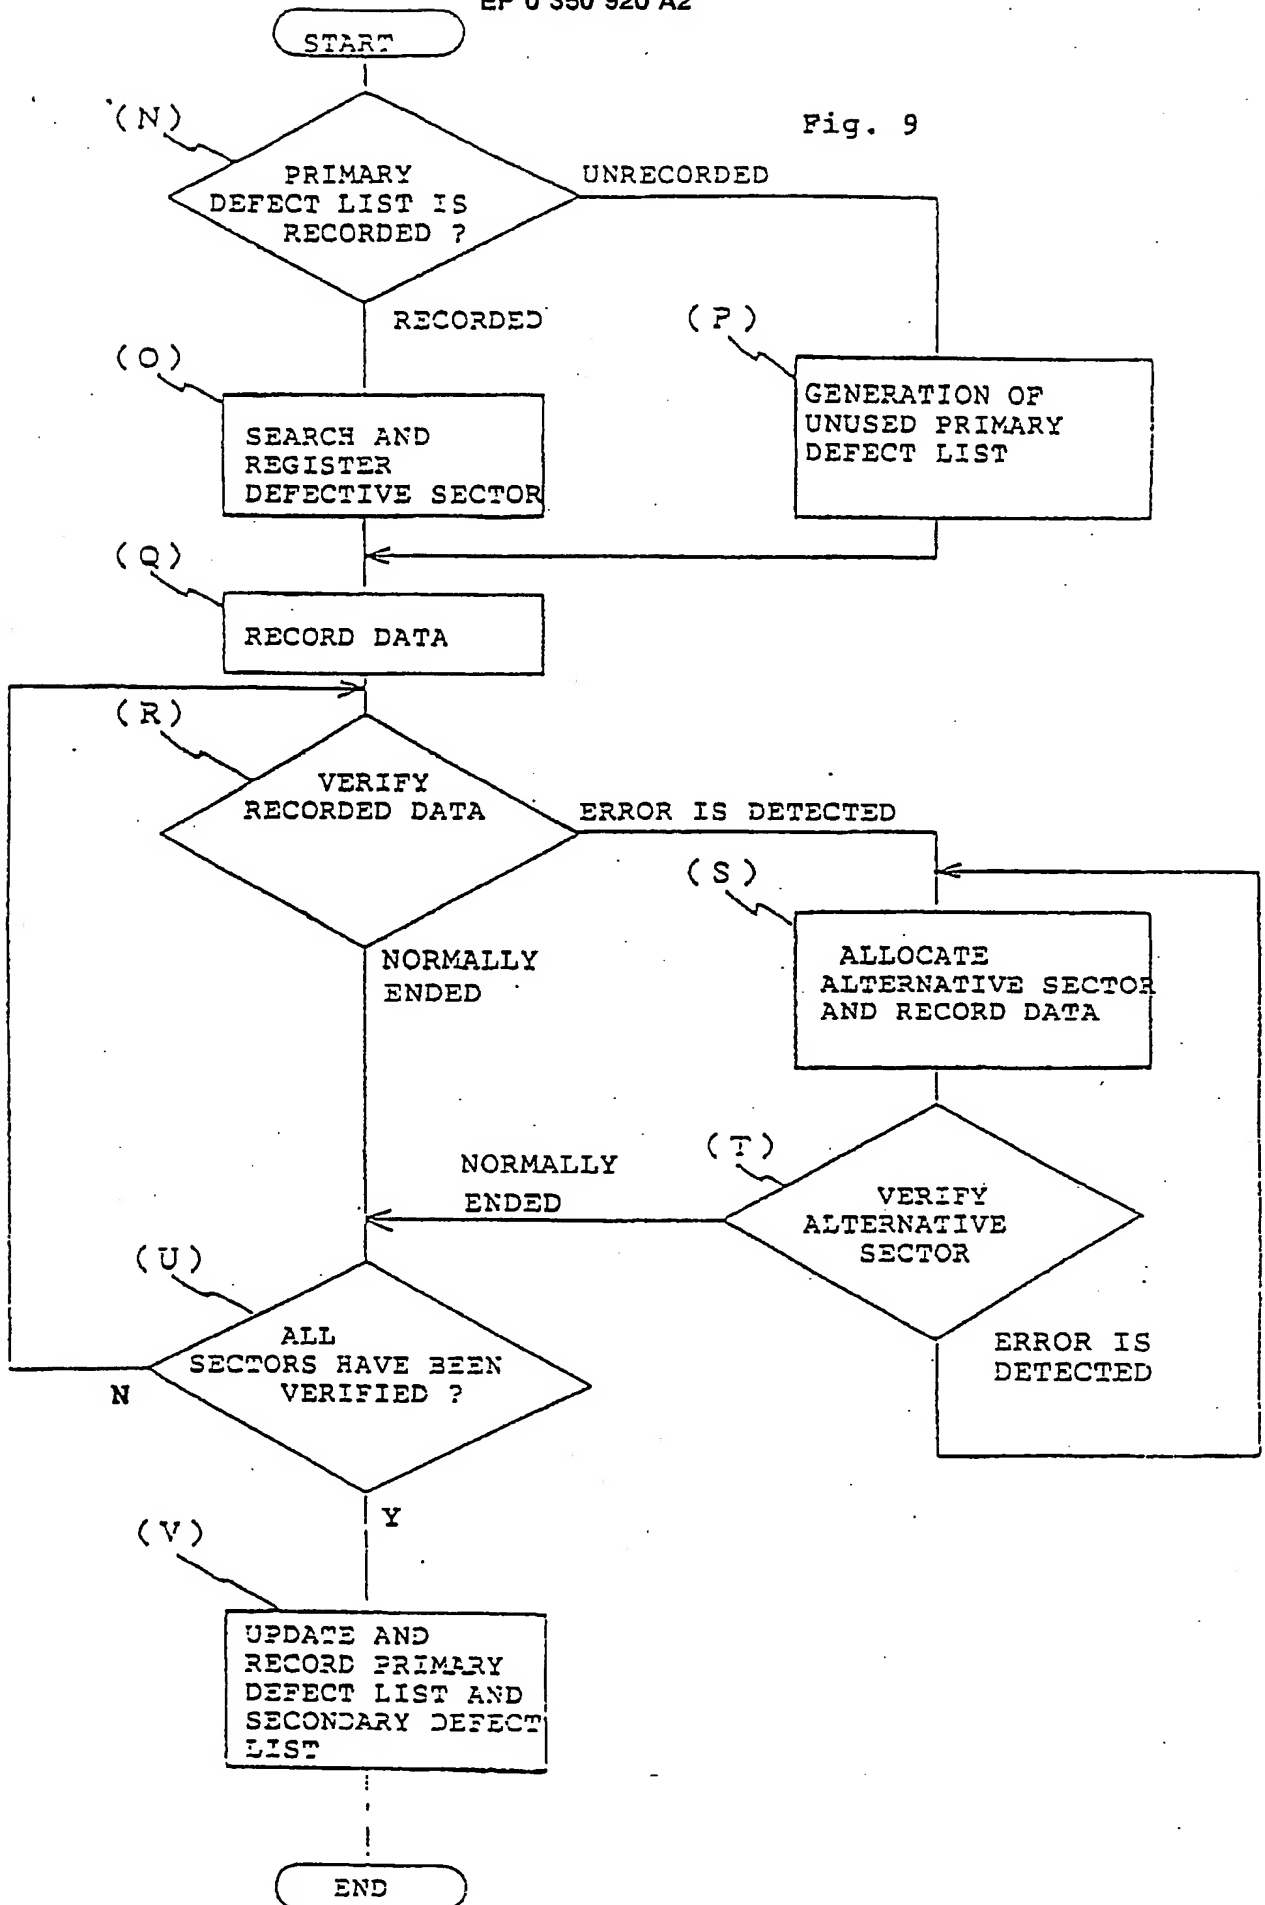 EP 0 350 920 A2
START
(N)
Fig. 9
PRIMARY
DEFECT LIST IS
RECORDED ?
UNRECORDED
RECORDED
(P)
(O)
GENERATION OF
UNUSED PRIMARY
DEFECT LIST
SEARCH AND
REGISTER
DEFECTIVE SECTOR
(Q)
RECORD DATA
(R)
VERIFY
RECORDED DATA
ERROR IS DETECTED
(S)
NORMALLY
ENDED
ALLOCATE
ALTERNATIVE SECTOR
AND RECORD DATA
(T)
NORMALLY
ENDED
VERIFY
ALTERNATIVE
SECTOR
(U)
ALL
SECTORS HAVE BEEN
VERIFIED ?
N
ERROR IS
DETECTED
Y
(V)
UPDATE AND
RECORD PRIMARY
DEFECT LIST AND
SECONDARY DEFECT
LIST
END